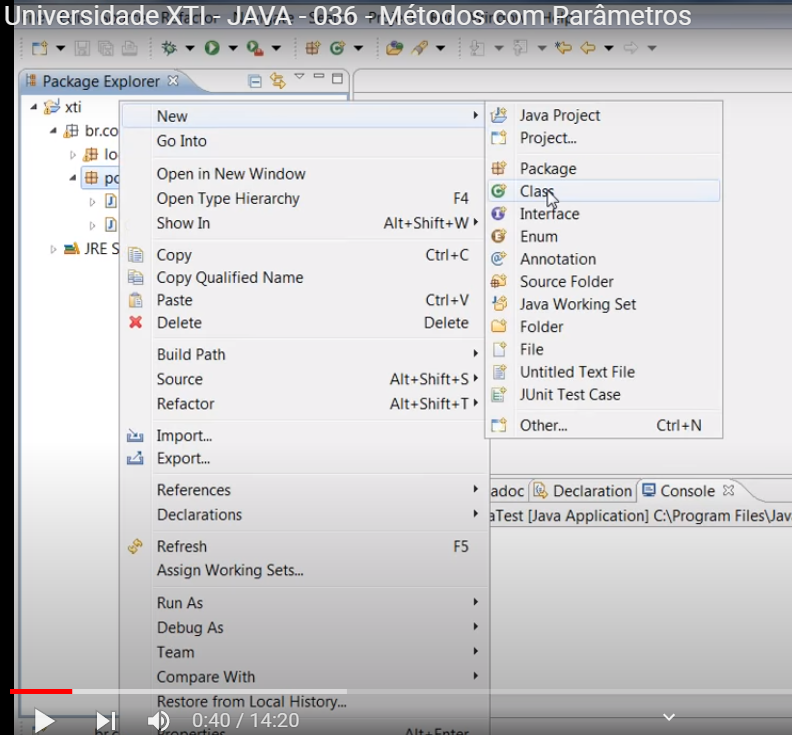 Universidade XTI - JAVA - 036 - Métodos com Parâmetros
Package Explorer
xti
br.co
lo
po
JRE S
New
Go Into
Open in New Window
Open Type Hierarchy F4
Show In Alt+Shift+W
Copy Ctrl+C
Copy Qualified Name
Paste Ctrl+V
Delete Delete
Build Path
Source Alt+Shift+S
Refactor Alt+Shift+T
Import...
Export...
References
Declarations
Refresh F5
Assign Working Sets...
Run As
Debug As
Team
Compare With
Restore from Local History...
Properties Alt+Enter
Java Project
Project...
Package
Class
Interface
Enum
Annotation
Source Folder
Java Working Set
Folder
File
Untitled Text File
JUnit Test Case
Other... Ctrl+N
adoc Declaration Console
aTest [Java Application] C:\Program Files\Jav
0:40 / 14:20